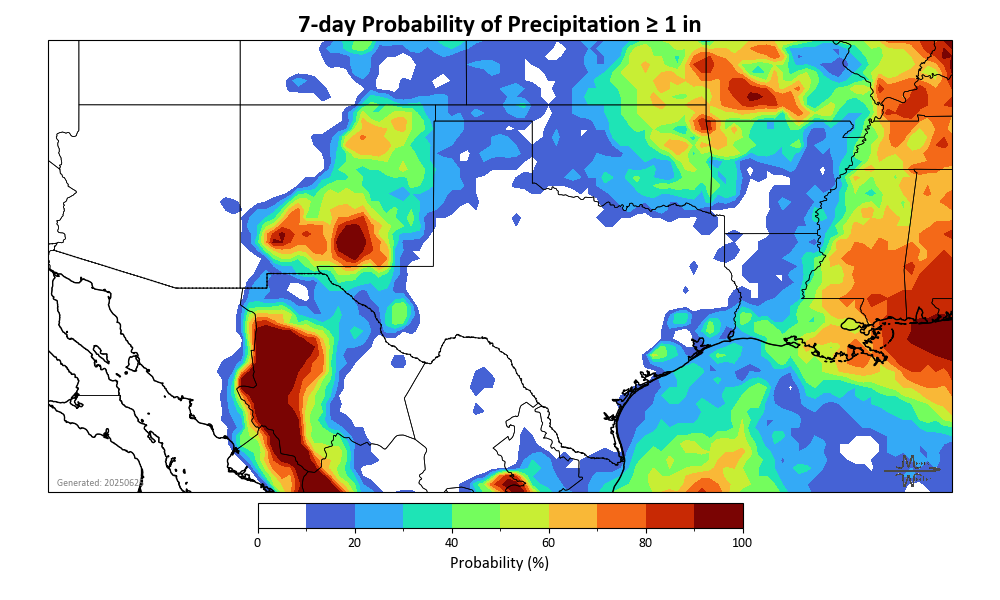 7-day Probability of Precipitation ≥ 1 in
Generated: 2025062
0 20 40 60 80 100
Probability (%)